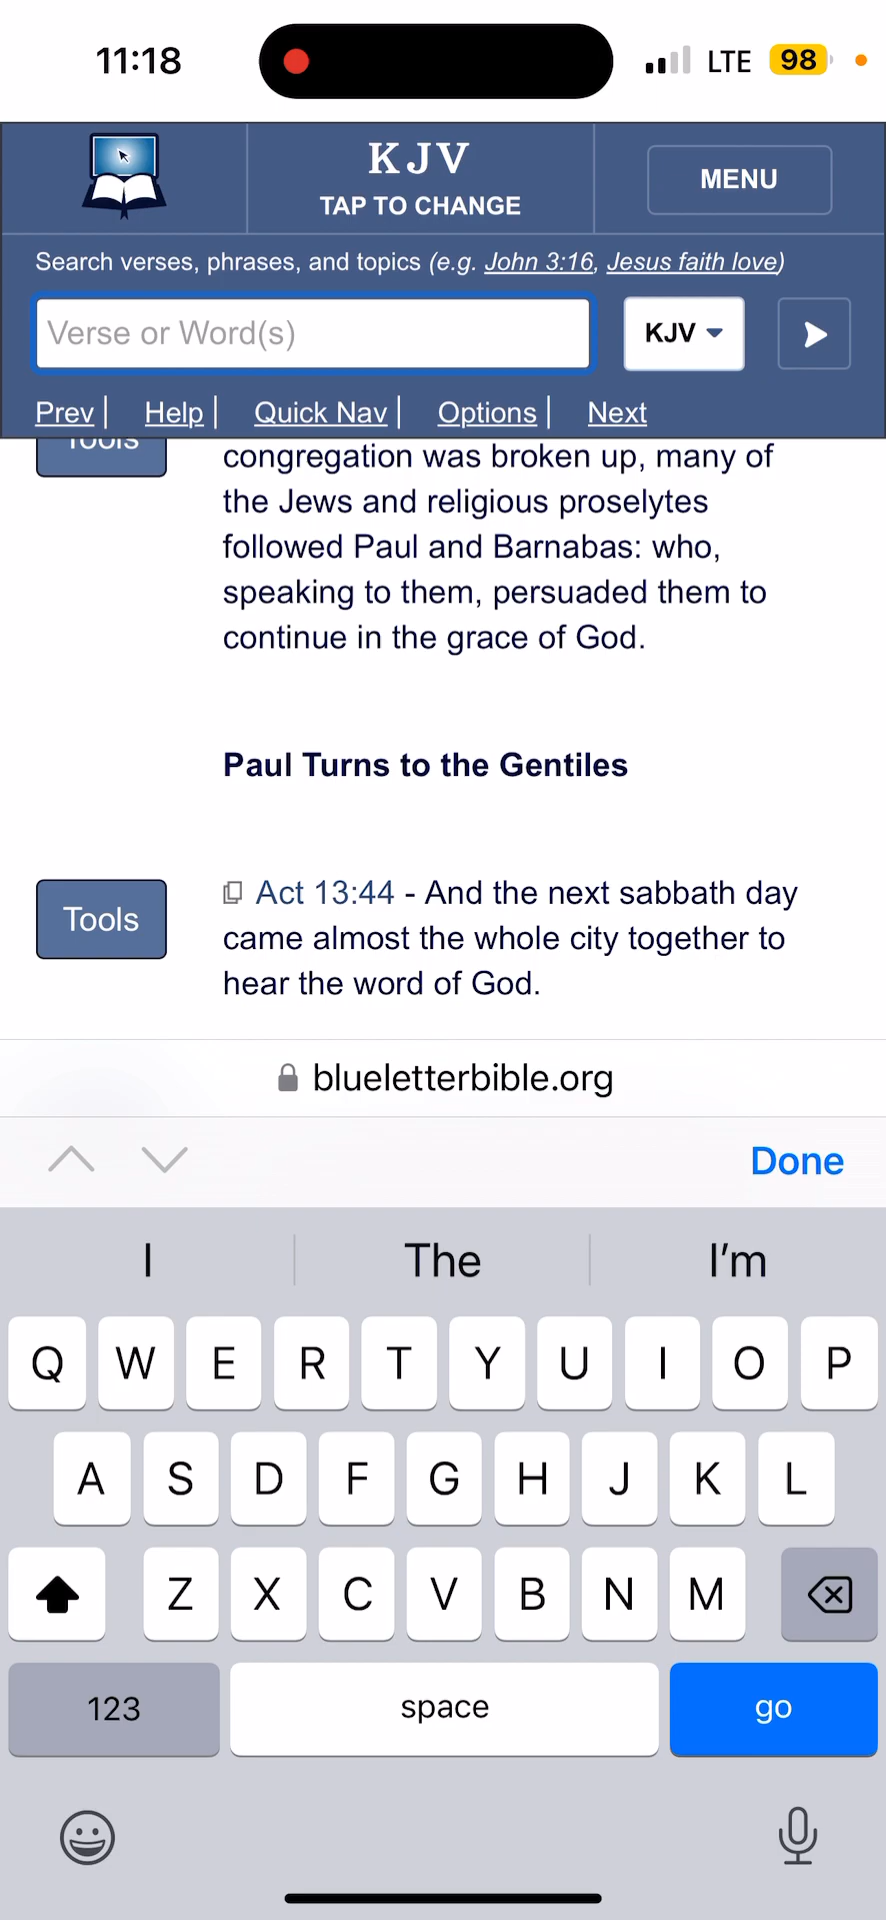 11:18 LTE 98
KJV
TAP TO CHANGE
MENU
Search verses, phrases, and topics (e.g. John 3:16, Jesus faith love)
Verse or Word(s) KJV
Prev | Help | Quick Nav | Options | Next
Tools congregation was broken up, many of
the Jews and religious proselytes
followed Paul and Barnabas: who,
speaking to them, persuaded them to
continue in the grace of God.
Paul Turns to the Gentiles
Tools Act 13:44 - And the next sabbath day
came almost the whole city together to
hear the word of God.
blueletterbible.org
Done
I The I'm
Q W E R T Y U I O P
A S D F G H J K L
Z X C V B N M
123 space go